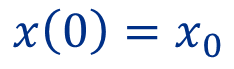 x(0) = x₀